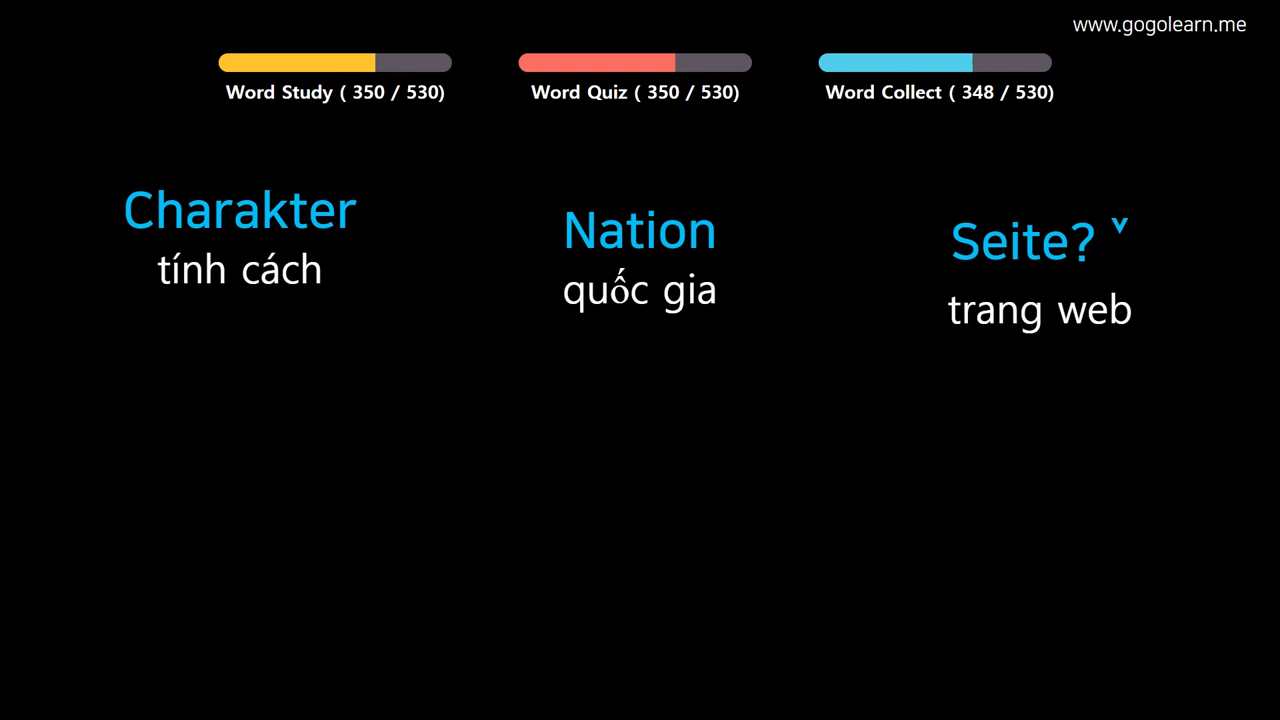 www.gogolearn.me
Word Study ( 350 / 530)
Word Quiz ( 350 / 530)
Word Collect ( 348 / 530)
Charakter
tính cách
Nation
quốc gia
Seite? ˅
trang web